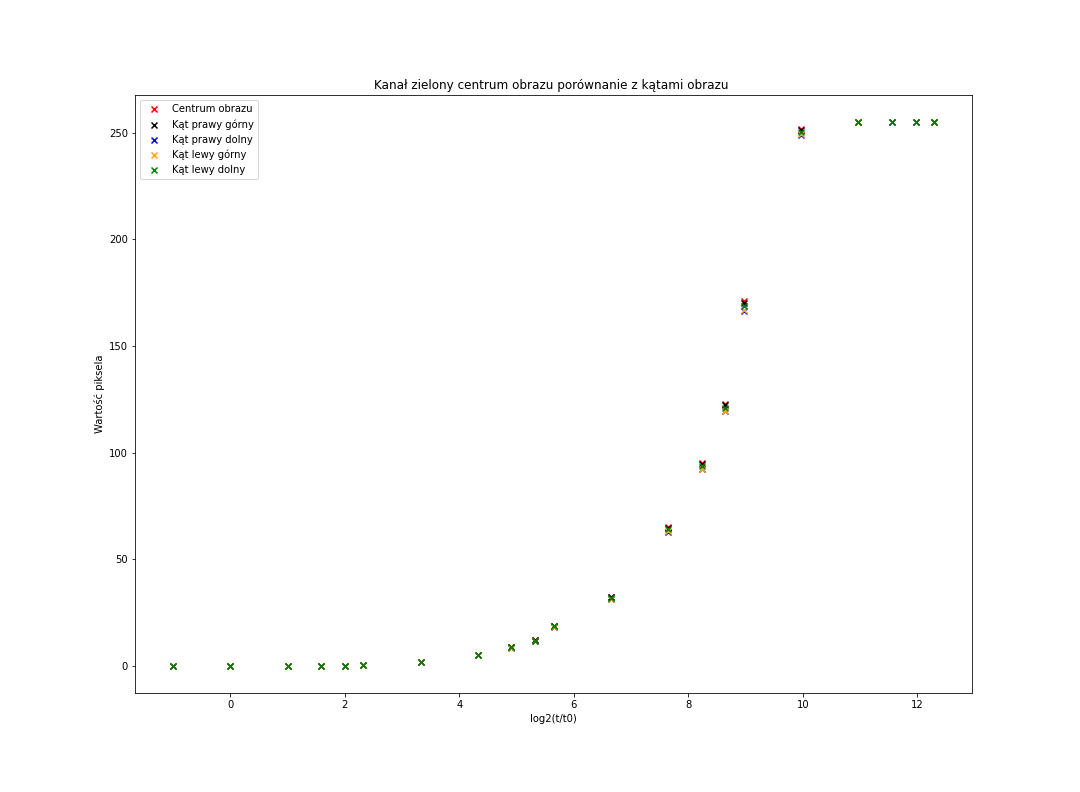 Kanał zielony centrum obrazu porównanie z kątami obrazu
Centrum obrazu
Kąt prawy górny
Kąt prawy dolny
Kąt lewy górny
Kąt lewy dolny
250
200
150
100
50
0
Wartość piksela
0 2 4 6 8 10 12
log2(t/t0)